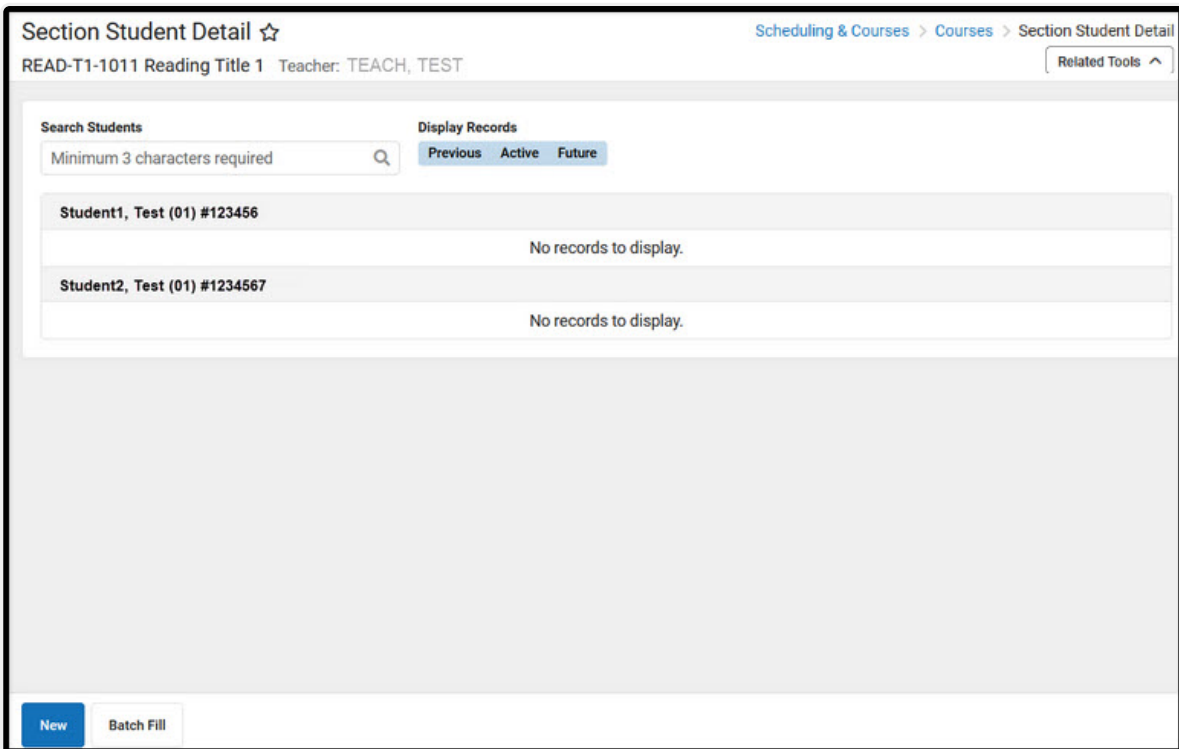 Section Student Detail
Scheduling & Courses > Courses > Section Student Detail
READ-T1-1011 Reading Title 1 Teacher: TEACH, TEST
Related Tools
Search Students
Display Records
Minimum 3 characters required
Previous Active Future
Student1, Test (01) #123456
No records to display.
Student2, Test (01) #1234567
No records to display.
New Batch Fill